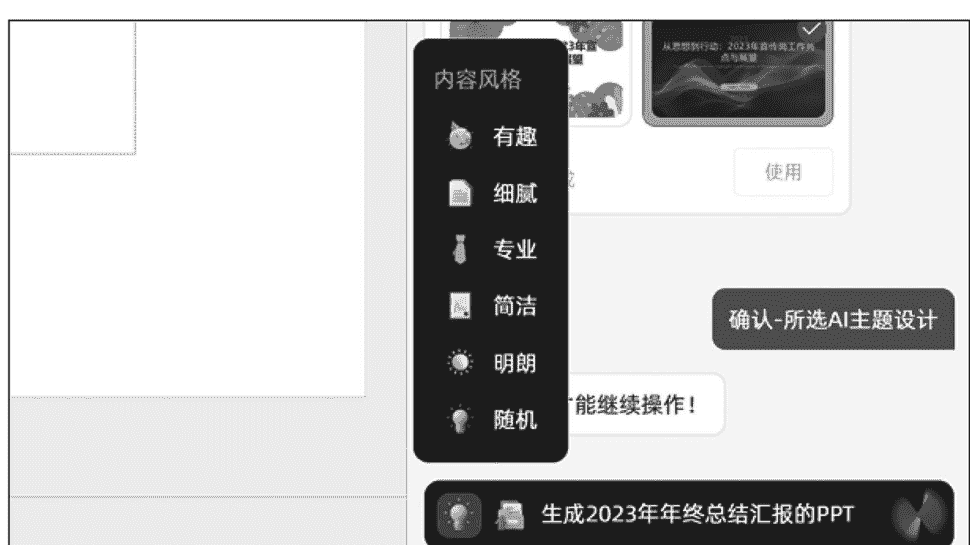 3年宣
望
从思想到行动：2023年宣传岗工作亮
点与展望
内容风格
有趣
细腻
专业
简洁
明朗
随机
使用
确认-所选AI主题设计
才能继续操作！
生成2023年年终总结汇报的PPT